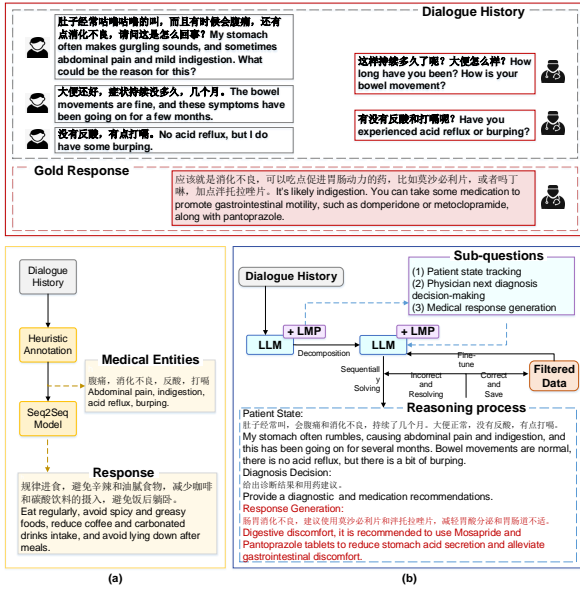 Dialogue History
肚子经常咕噜咕噜的叫，而且有时候会腹痛，还有
点消化不良，请问这是怎么回事？My stomach
often makes gurgling sounds, and sometimes
abdominal pain and mild indigestion. What
could be the reason for this?
这样持续多久了呢？大便怎么样？How
long have you been? How is your
bowel movement?
大便还好，症状持续没多久，几个月。The bowel
movements are fine, and these symptoms have
been going on for a few months.
有没有反酸和打嗝呢？Have you
experienced acid reflux or burping?
没有反酸，有点打嗝。No acid reflux, but I do
have some burping.
Gold Response
应该就是消化不良，可以吃点促进胃肠动力的药，比如莫沙必利片，或者吗丁
啉，加点泮托拉唑片。It's likely indigestion. You can take some medication to
promote gastrointestinal motility, such as domperidone or metoclopramide,
along with pantoprazole.
Dialogue
History
Heuristic
Annotation
Medical Entities
腹痛，消化不良，反酸，打嗝
Abdominal pain, indigestion,
acid reflux, burping.
Seq2Seq
Model
Response
规律进食，避免辛辣和油腻食物，减少咖啡
和碳酸饮料的摄入，避免饭后躺卧。
Eat regularly, avoid spicy and greasy
foods, reduce coffee and carbonated
drinks intake, and avoid lying down after
meals.
(a)
Sub-questions
(1) Patient state tracking
(2) Physician next diagnosis
decision-making
(3) Medical response generation
Dialogue History
+ LMP
+ LMP
LLM
LLM
Decomposition
Fine-
tune
Sequentiall
y
Solving
Incorrect
and
Resolving
Correct
and
Save
Filtered
Data
Reasoning process
Patient State:
肚子经常叫，会腹痛和消化不良，持续了几个月。大便正常，没有反酸，有点打嗝。
My stomach often rumbles, causing abdominal pain and indigestion, and
this has been going on for several months. Bowel movements are normal,
there is no acid reflux, but there is a bit of burping.
Diagnosis Decision:
给出诊断结果和用药建议。
Provide a diagnostic and medication recommendations.
Response Generation:
肠胃消化不良，建议使用莫沙必利片和泮托拉唑片，减轻胃酸分泌和胃肠道不适。
Digestive discomfort, it is recommended to use Mosapride and
Pantoprazole tablets to reduce stomach acid secretion and alleviate
gastrointestinal discomfort.
(b)